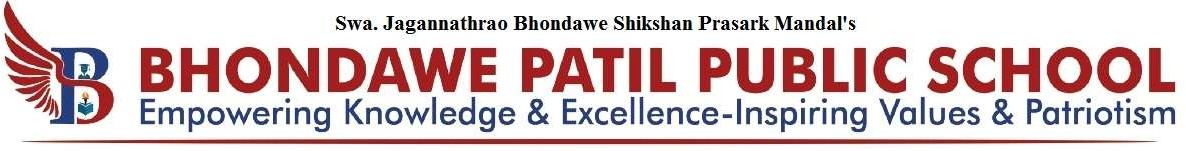 Swa. Jagannathrao Bhondawe Shikshan Prasark Mandal's
BHONDAWE PATIL PUBLIC SCHOOL
Empowering Knowledge & Excellence-Inspiring Values & Patriotism